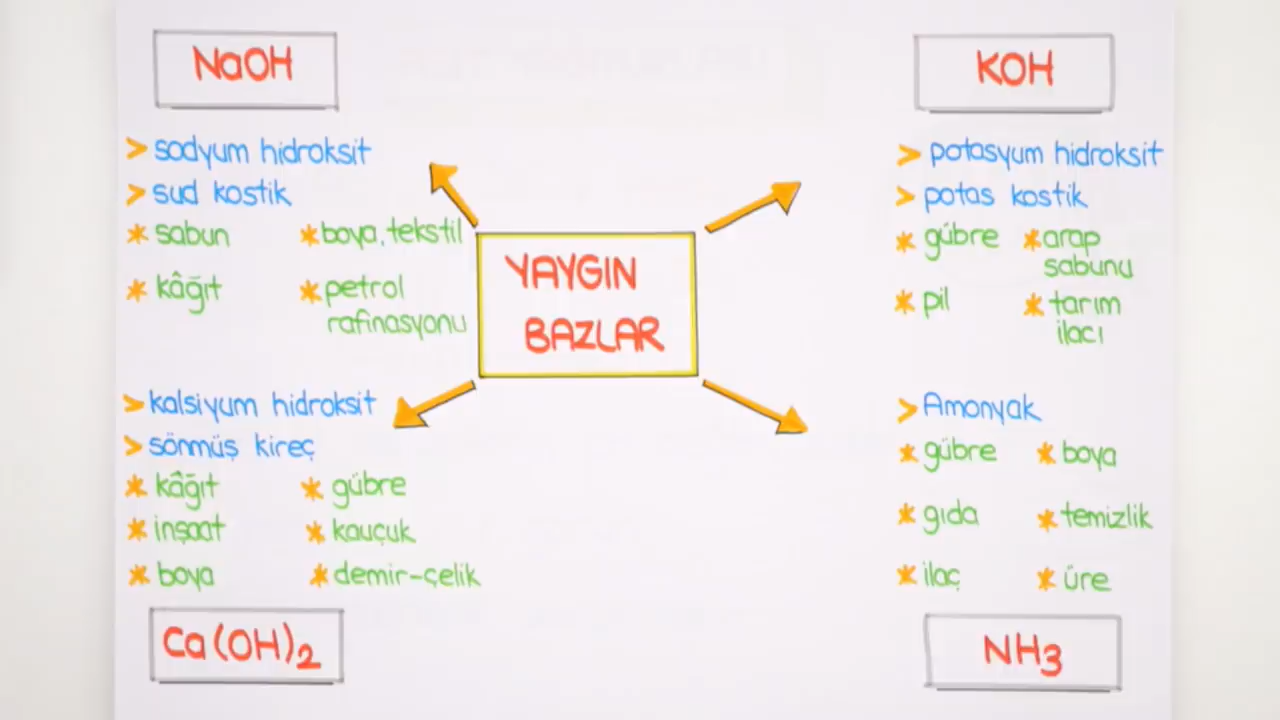 NaOH
> sodyum hidroksit
> sud kostik
* sabun * boya, tekstil
* kâğıt * petrol
rafinasyonu
KOH
> potasyum hidroksit
> potas kostik
* gübre * arap
sabunu
* pil * tarım
ilacı
YAYGIN
BAZLAR
> kalsiyum hidroksit
> sönmüş kireç
* kâğıt * gübre
* inşaat * kauçuk
* boya * demir-çelik
Ca(OH)2
> Amonyak
* gübre * boya
* gıda * temizlik
* ilaç * üre
NH3